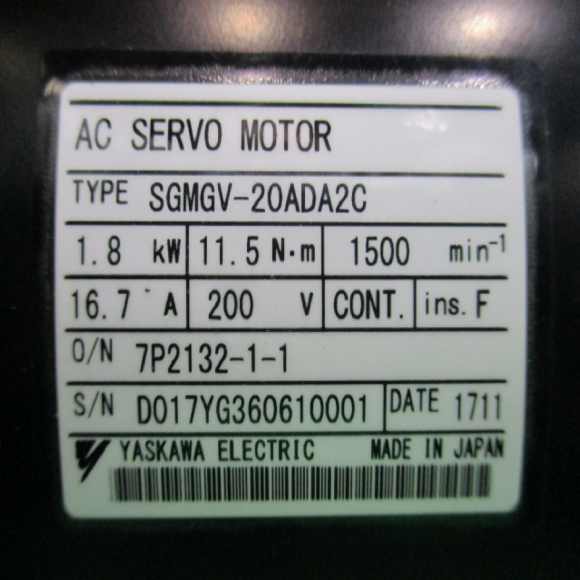 AC SERVO MOTOR
TYPE SGMGV-20ADA2C
1.8 kW 11.5 N·m 1500 min⁻¹
16.7 A 200 V CONT. ins. F
O/N 7P2132-1-1
S/N D017YG360610001 DATE 1711
YASKAWA ELECTRIC MADE IN JAPAN